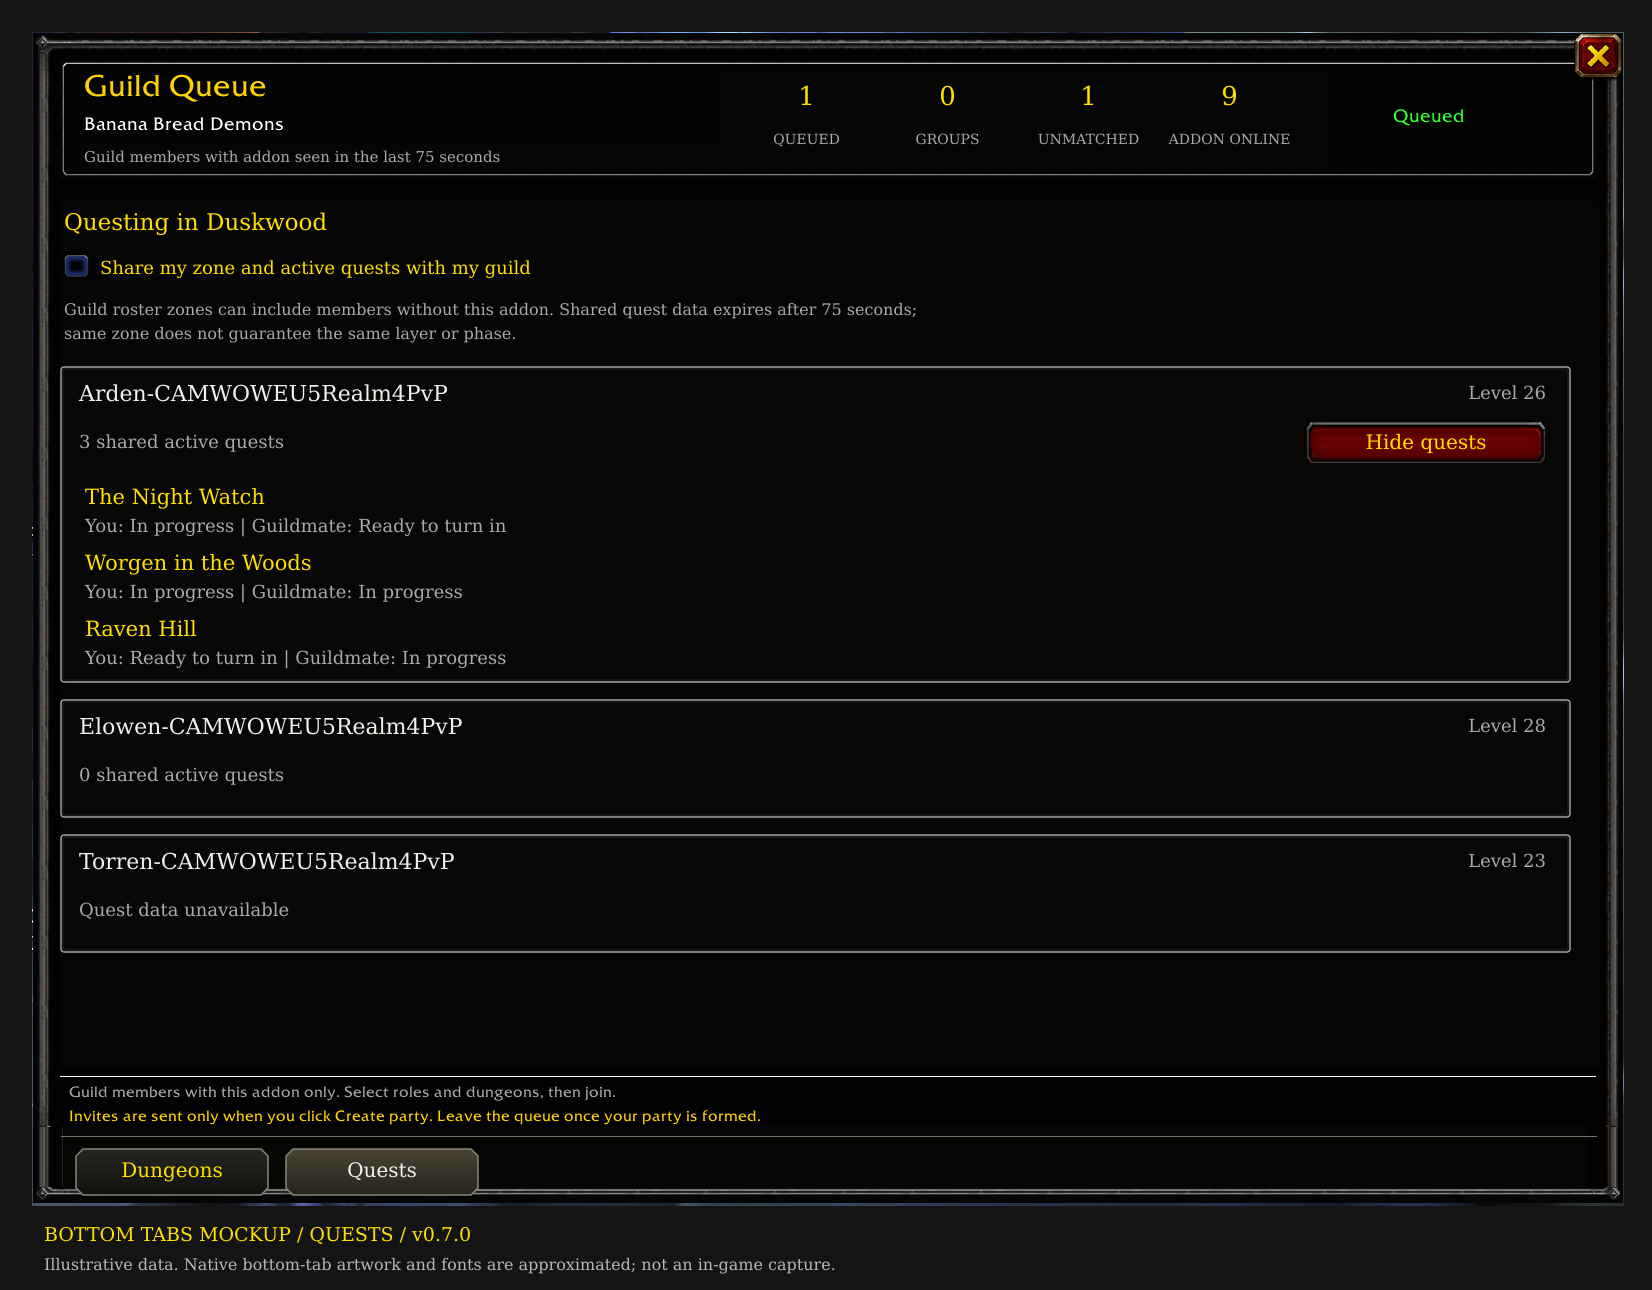 Guild Queue
Banana Bread Demons
Guild members with addon seen in the last 75 seconds
1 0 1 9
QUEUED GROUPS UNMATCHED ADDON ONLINE
Queued
Questing in Duskwood
Share my zone and active quests with my guild
Guild roster zones can include members without this addon. Shared quest data expires after 75 seconds;
same zone does not guarantee the same layer or phase.
Arden-CAMWOWEU5Realm4PvP
Level 26
3 shared active quests
Hide quests
The Night Watch
You: In progress | Guildmate: Ready to turn in
Worgen in the Woods
You: In progress | Guildmate: In progress
Raven Hill
You: Ready to turn in | Guildmate: In progress
Elowen-CAMWOWEU5Realm4PvP
Level 28
0 shared active quests
Torren-CAMWOWEU5Realm4PvP
Level 23
Quest data unavailable
Guild members with this addon only. Select roles and dungeons, then join.
Invites are sent only when you click Create party. Leave the queue once your party is formed.
Dungeons
Quests
BOTTOM TABS MOCKUP / QUESTS / v0.7.0
Illustrative data. Native bottom-tab artwork and fonts are approximated; not an in-game capture.